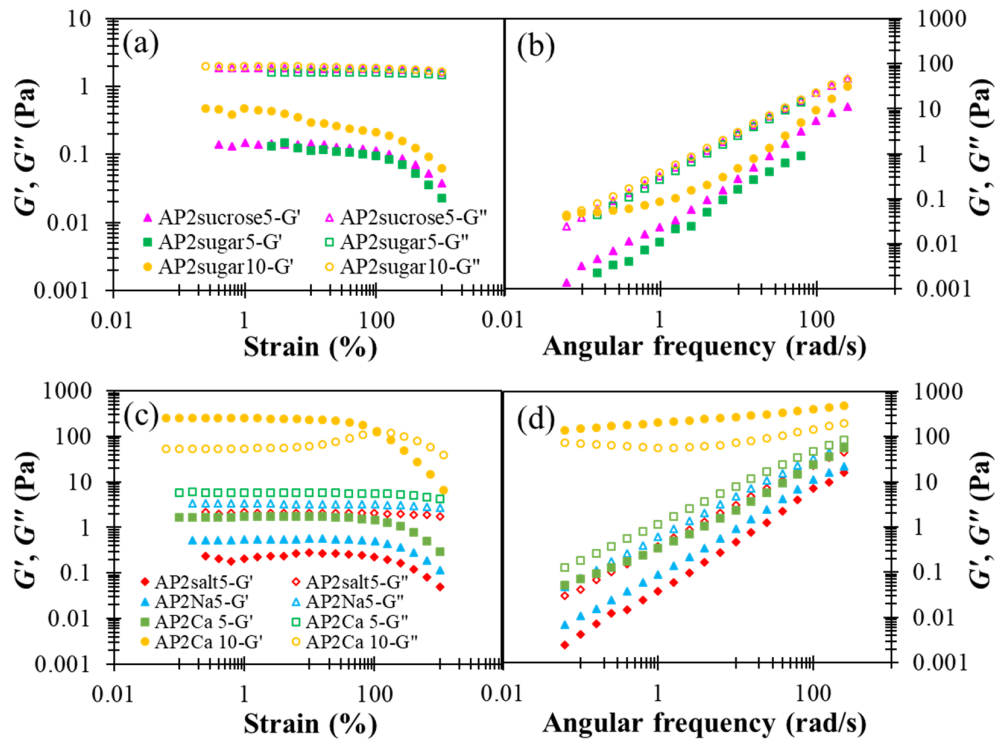 10
1
0.1
0.01
0.001
(a)
G', G'' (Pa)
AP2sucrose5-G' AP2sucrose5-G''
AP2sugar5-G' AP2sugar5-G''
AP2sugar10-G' AP2sugar10-G''
0.01 1 100
Strain (%)
(b)
1000
100
10
1
0.1
0.01
0.001
G', G'' (Pa)
0.01 1 100
Angular frequency (rad/s)
1000
100
10
1
0.1
0.01
0.001
(c)
G', G'' (Pa)
AP2salt5-G' AP2salt5-G''
AP2Na5-G' AP2Na5-G''
AP2Ca 5-G' AP2Ca 5-G''
AP2Ca 10-G' AP2Ca 10-G''
0.01 1 100
Strain (%)
(d)
1000
100
10
1
0.1
0.01
0.001
G', G'' (Pa)
0.01 1 100
Angular frequency (rad/s)